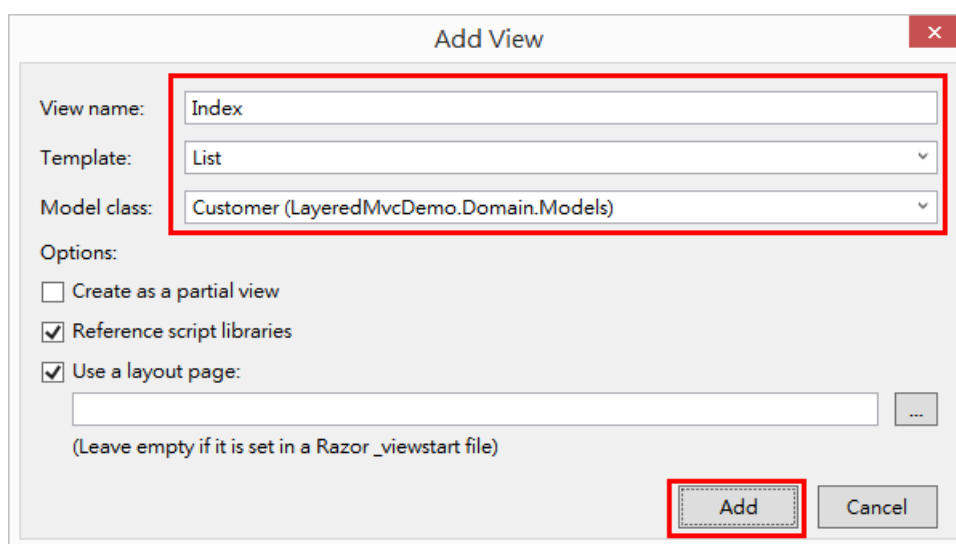 Add View
View name: Index
Template: List
Model class: Customer (LayeredMvcDemo.Domain.Models)
Options:
Create as a partial view
Reference script libraries
Use a layout page:
...
(Leave empty if it is set in a Razor _viewstart file)
Add Cancel